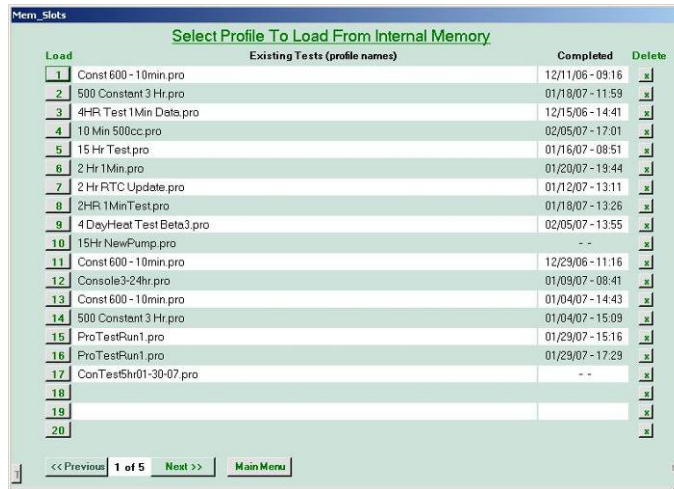 Mem_Slots
Select Profile To Load From Internal Memory
Load Existing Tests (profile names) Completed Delete
1 Const 600 - 10min.pro 12/11/06 - 09:16 x
2 500 Constant 3 Hr.pro 01/18/07 - 11:59 x
3 4HR Test 1Min Data.pro 12/15/06 - 14:41 x
4 10 Min 500cc.pro 02/05/07 - 17:01 x
5 15 Hr Test.pro 01/16/07 - 08:51 x
6 2 Hr 1Min.pro 01/20/07 - 19:44 x
7 2 Hr RTC Update.pro 01/12/07 - 13:11 x
8 2HR 1MinTest.pro 01/18/07 - 13:26 x
9 4 DayHeat Test Beta3.pro 02/05/07 - 13:55 x
10 15Hr NewPump.pro - - x
11 Const 600 - 10min.pro 12/29/06 - 11:16 x
12 Console3-24hr.pro 01/09/07 - 08:41 x
13 Const 600 - 10min.pro 01/04/07 - 14:43 x
14 500 Constant 3 Hr.pro 01/04/07 - 15:09 x
15 ProTestRun1.pro 01/29/07 - 15:16 x
16 ProTestRun1.pro 01/29/07 - 17:29 x
17 ConTest5hr01-30-07.pro - - x
18 x
19 x
20 x
<< Previous 1 of 5 Next >> Main Menu
T